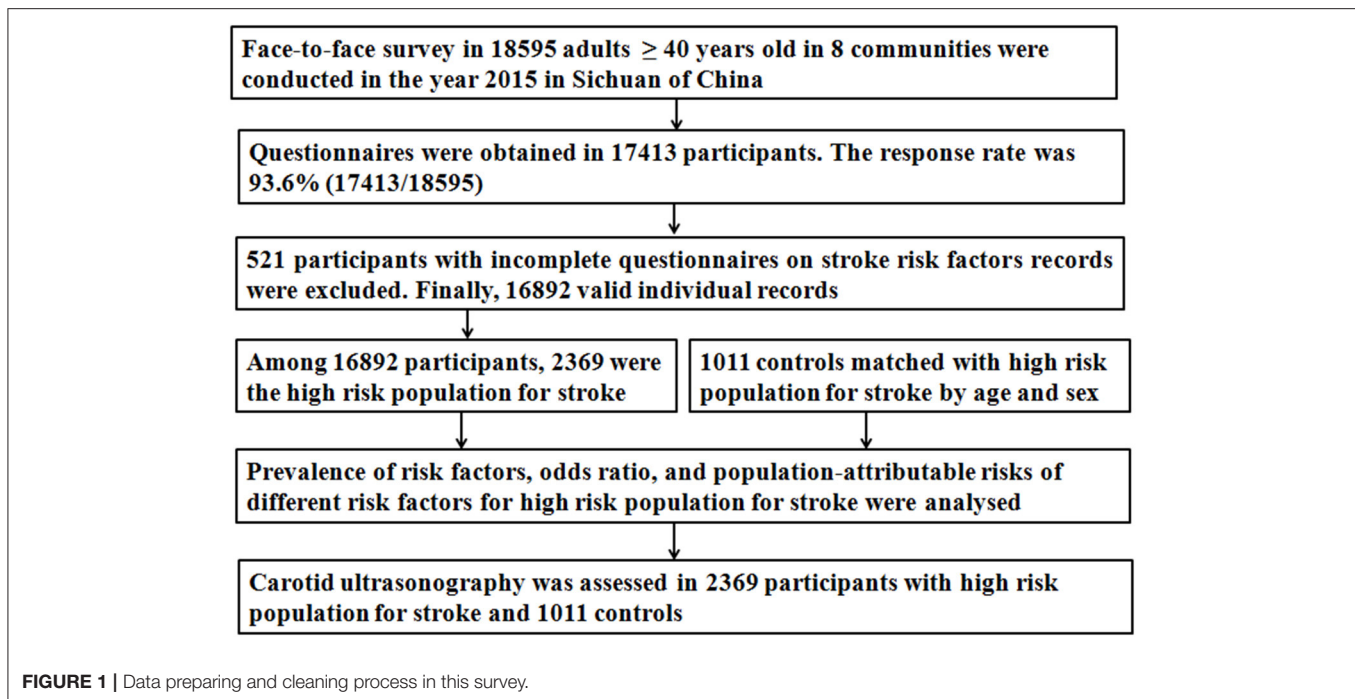 Face-to-face survey in 18595 adults ≥ 40 years old in 8 communities were
conducted in the year 2015 in Sichuan of China
Questionnaires were obtained in 17413 participants. The response rate was
93.6% (17413/18595)
521 participants with incomplete questionnaires on stroke risk factors records
were excluded. Finally, 16892 valid individual records
Among 16892 participants, 2369 were
the high risk population for stroke
1011 controls matched with high risk
population for stroke by age and sex
Prevalence of risk factors, odds ratio, and population-attributable risks of
different risk factors for high risk population for stroke were analysed
Carotid ultrasonography was assessed in 2369 participants with high risk
population for stroke and 1011 controls
FIGURE 1 | Data preparing and cleaning process in this survey.